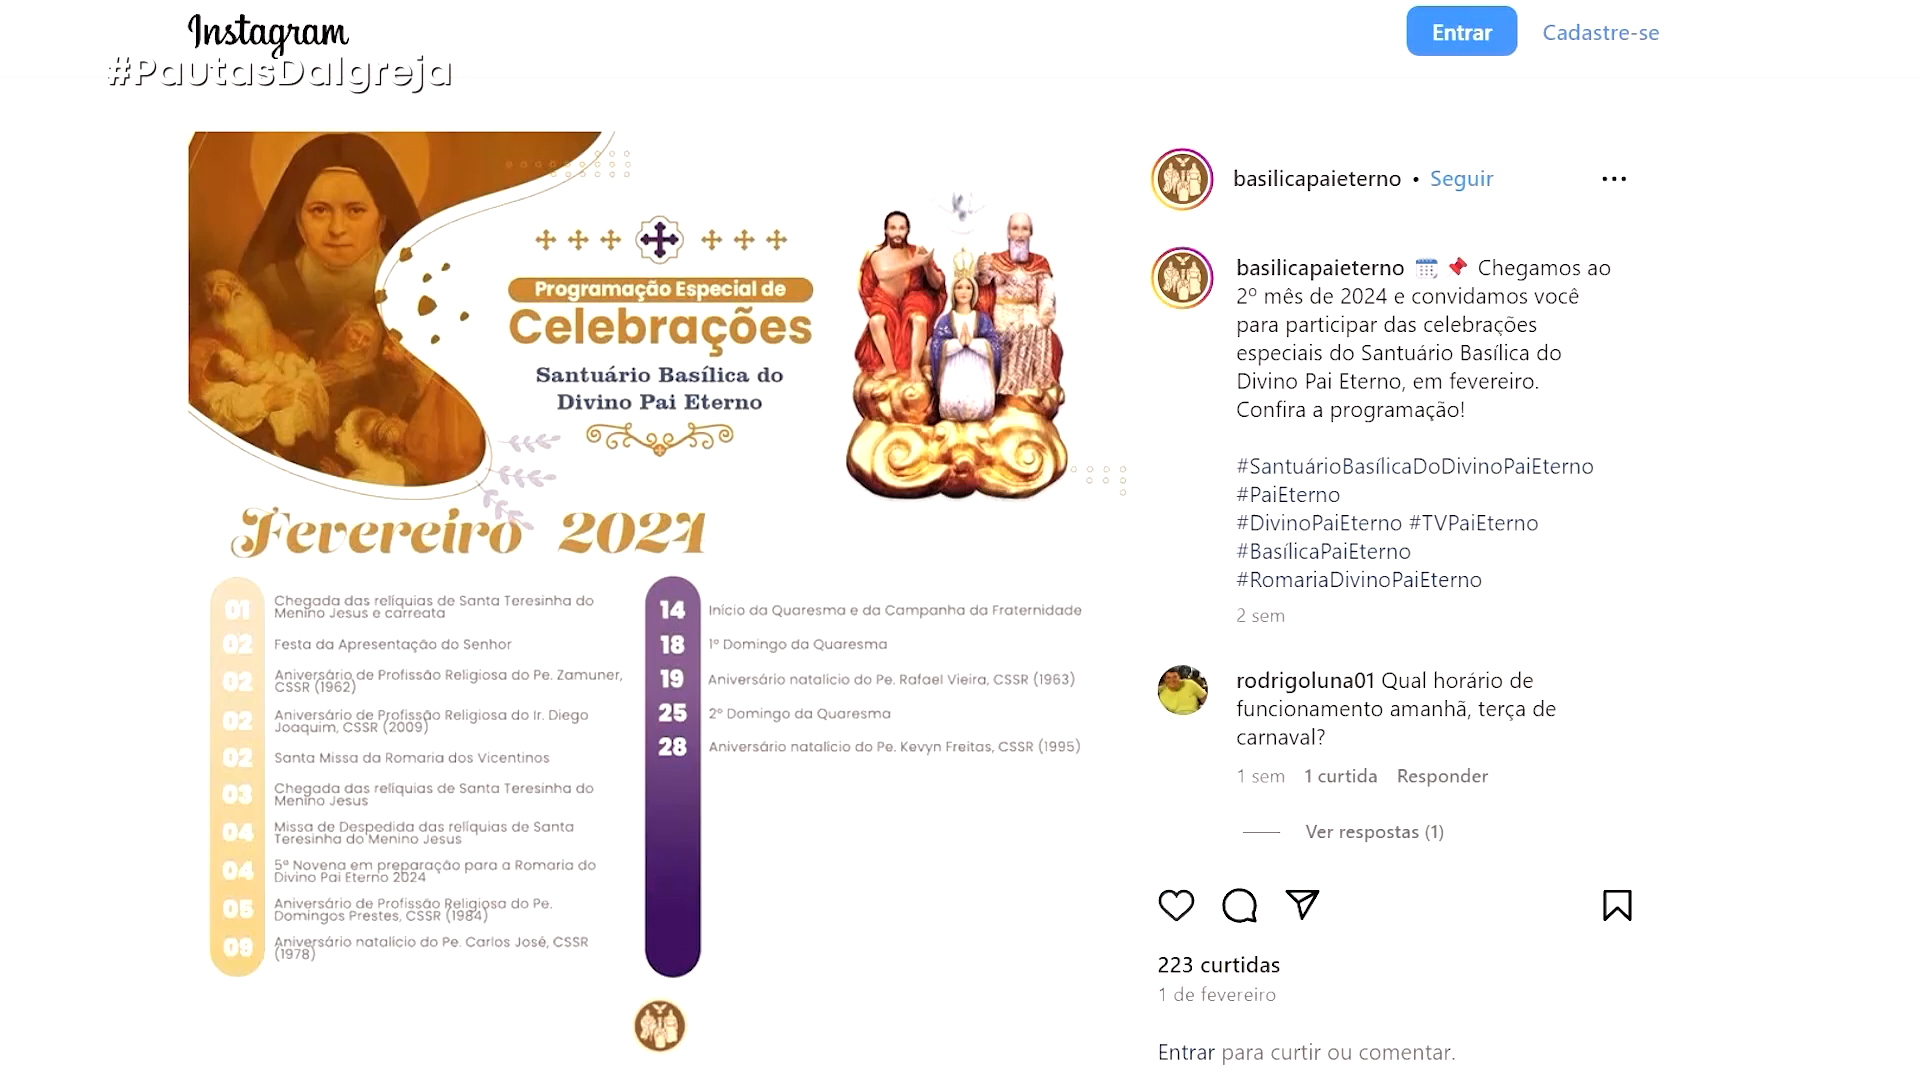 Instagram
#PautasDaIgreja
Entrar
Cadastre-se
Programação Especial de
Celebrações
Santuário Basílica do
Divino Pai Eterno
Fevereiro 2024
01 Chegada das relíquias de Santa Teresinha do
Menino Jesus e carreata
02 Festa da Apresentação do Senhor
02 Aniversário de Profissão Religiosa do Pe. Zamuner,
CSSR (1962)
02 Aniversário de Profissão Religiosa do Ir. Diego
Joaquim, CSSR (2009)
02 Santa Missa da Romaria dos Vicentinos
03 Chegada das relíquias de Santa Teresinha do
Menino Jesus
04 Missa de Despedida das relíquias de Santa
Teresinha do Menino Jesus
04 5ª Novena em preparação para a Romaria do
Divino Pai Eterno 2024
05 Aniversário de Profissão Religiosa do Pe.
Domingos Prestes, CSSR (1984)
09 Aniversário natalício do Pe. Carlos José, CSSR
(1978)
14 Início da Quaresma e da Campanha da Fraternidade
18 1º Domingo da Quaresma
19 Aniversário natalício do Pe. Rafael Vieira, CSSR (1963)
25 2º Domingo da Quaresma
28 Aniversário natalício do Pe. Kevyn Freitas, CSSR (1995)
basilicapaieterno • Seguir
basilicapaieterno 🗓️ 📌 Chegamos ao
2º mês de 2024 e convidamos você
para participar das celebrações
especiais do Santuário Basílica do
Divino Pai Eterno, em fevereiro.
Confira a programação!
#SantuárioBasílicaDoDivinoPaiEterno
#PaiEterno
#DivinoPaiEterno #TVPaiEterno
#BasílicaPaiEterno
#RomariaDivinoPaiEterno
2 sem
rodrigoluna01 Qual horário de
funcionamento amanhã, terça de
carnaval?
1 sem 1 curtida Responder
Ver respostas (1)
223 curtidas
1 de fevereiro
Entrar para curtir ou comentar.